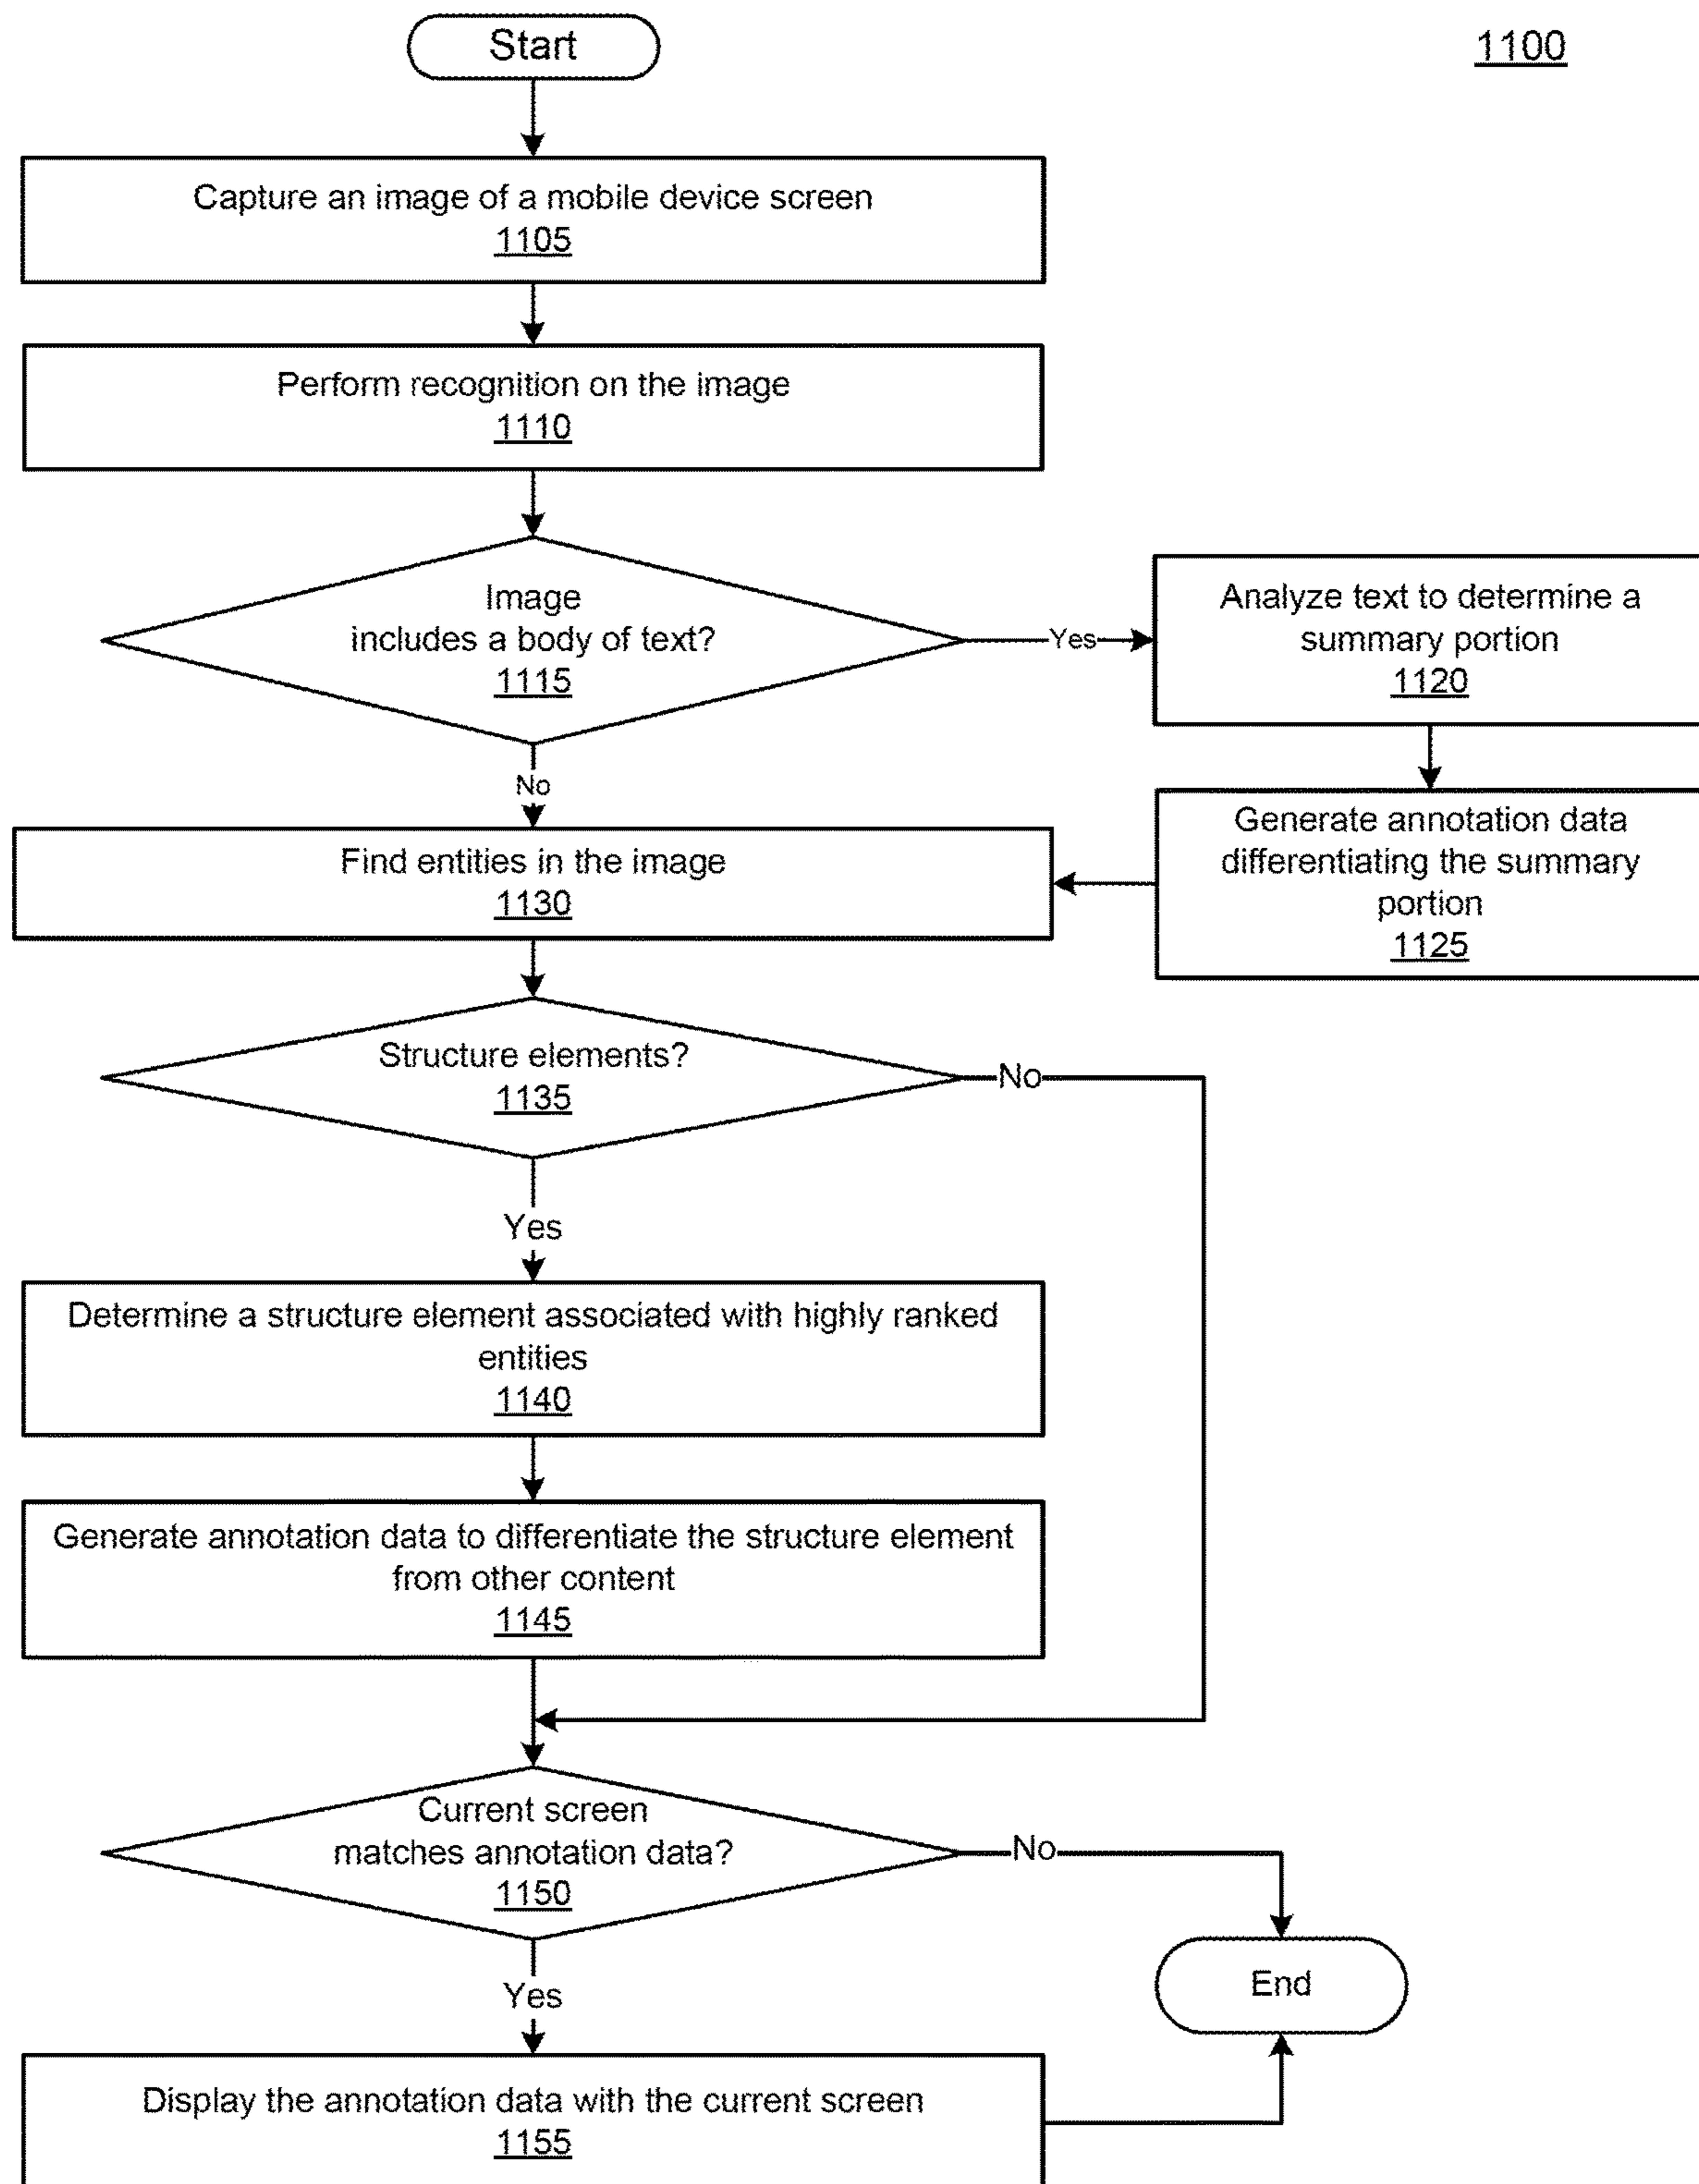 Start
1100
Capture an image of a mobile device screen
1105
Perform recognition on the image
1110
Image
includes a body of text?
1115
Yes
Analyze text to determine a
summary portion
1120
No
Generate annotation data
differentiating the summary
portion
1125
Find entities in the image
1130
Structure elements?
1135
No
Yes
Determine a structure element associated with highly ranked
entities
1140
Generate annotation data to differentiate the structure element
from other content
1145
Current screen
matches annotation data?
1150
No
Yes
End
Display the annotation data with the current screen
1155